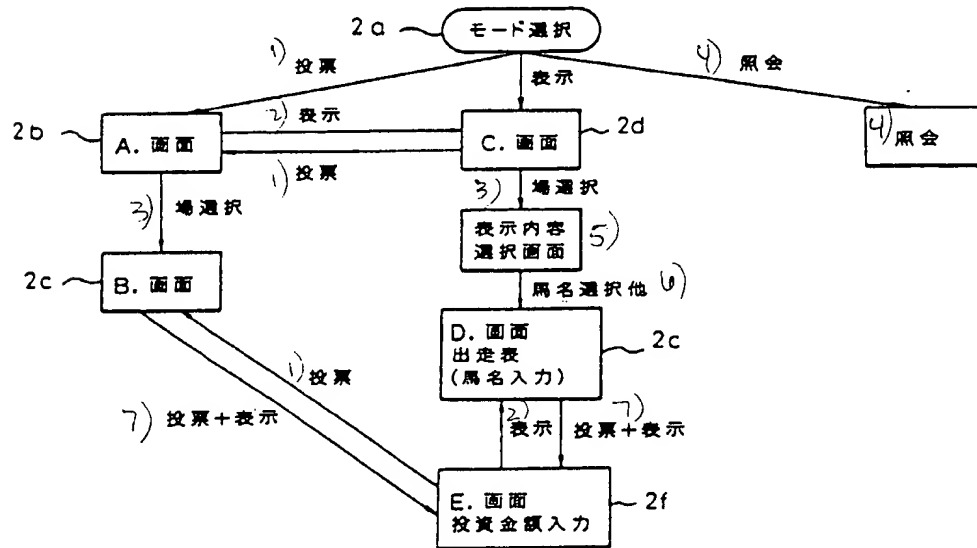 2a
モード選択
1) 投票
表示
4) 照会
2b
A. 画面
2) 表示
1) 投票
C. 画面
2d
4) 照会
3) 場選択
3) 場選択
表示内容
選択画面
5)
2c
B. 画面
馬名選択他 6)
D. 画面
出走表
(馬名入力)
2c
1) 投票
7) 投票+表示
2) 表示
7) 投票+表示
E. 画面
投資金額入力
2f